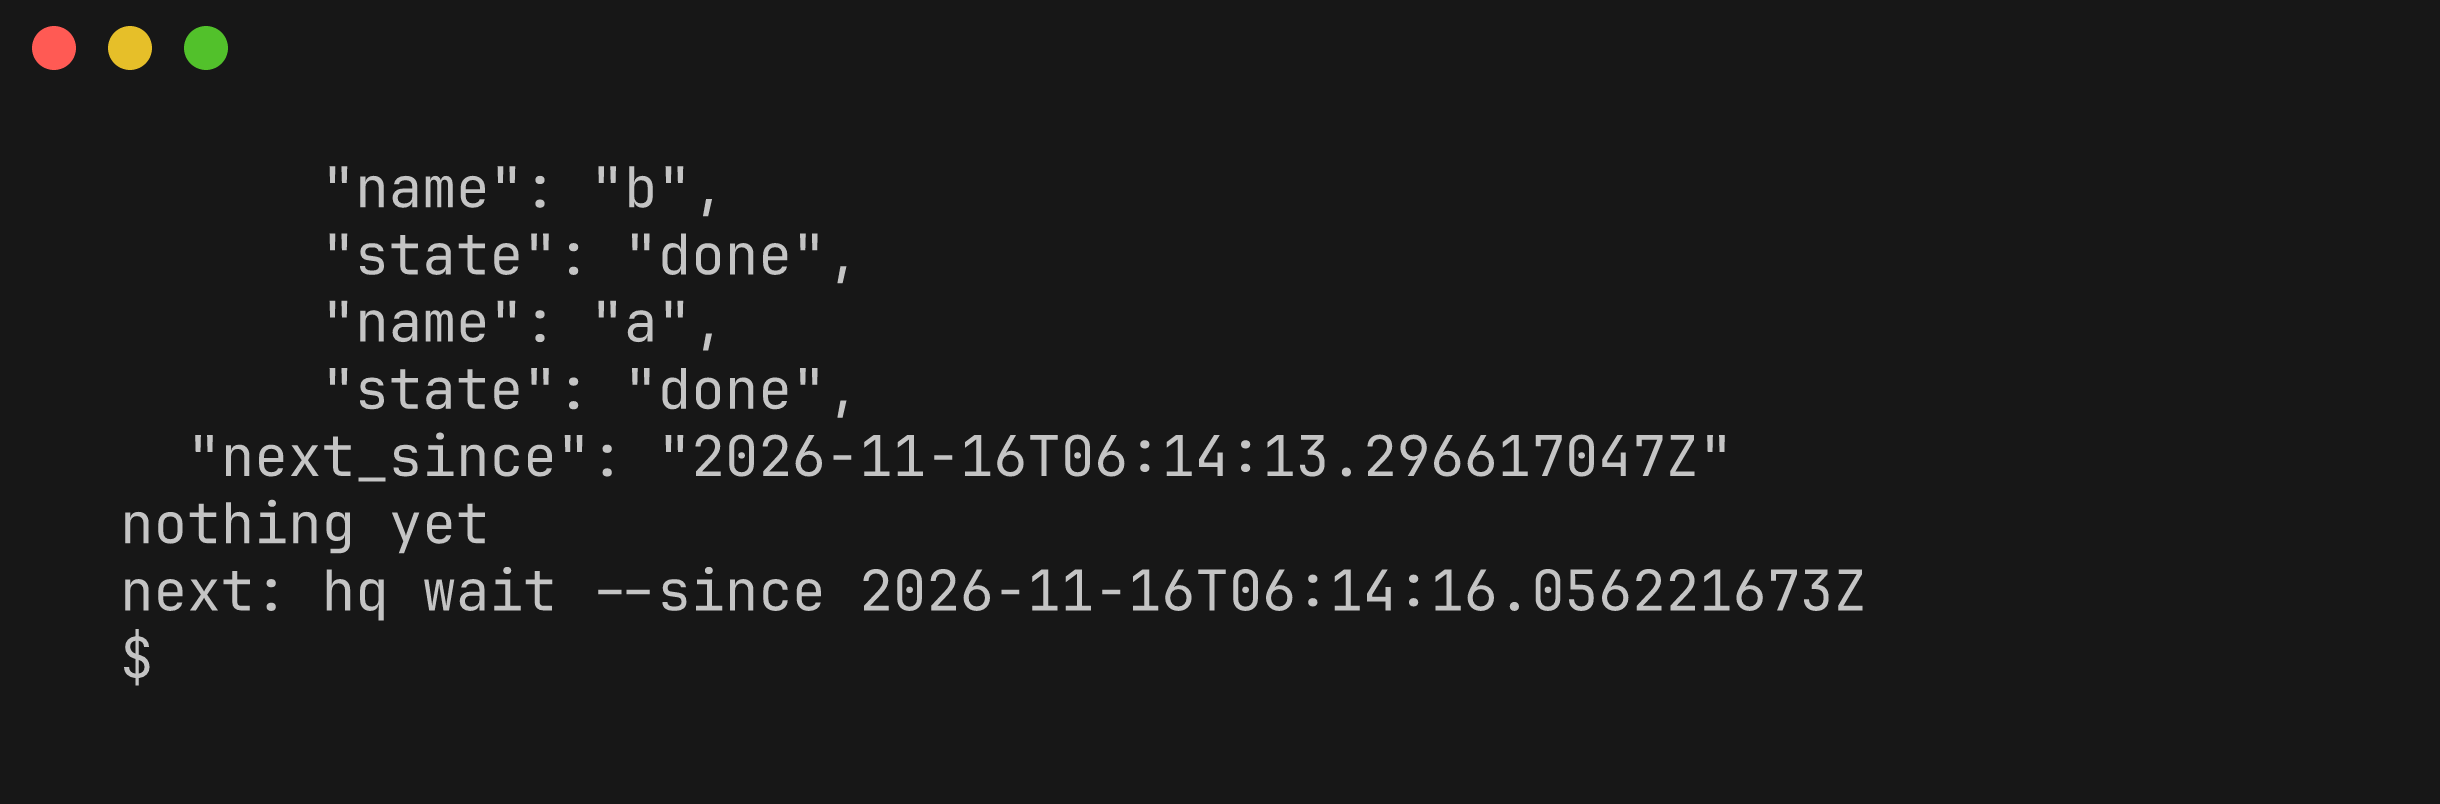 "name": "b",
"state": "done",
"name": "a",
"state": "done",
"next_since": "2026-11-16T06:14:13.296617047Z"
nothing yet
next: hq wait --since 2026-11-16T06:14:16.056221673Z
$